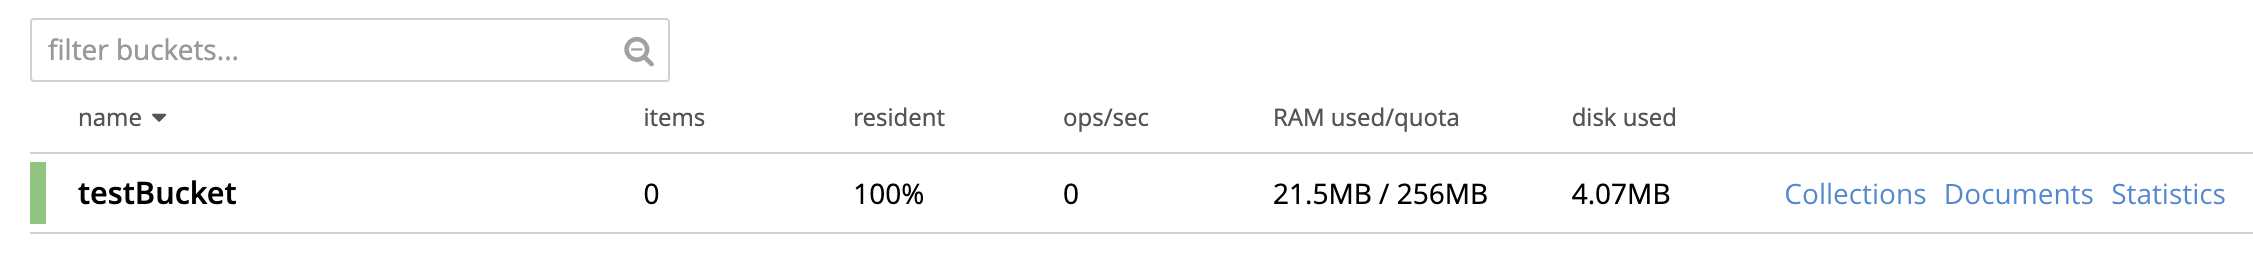 filter buckets...
name items resident ops/sec RAM used/quota disk used
testBucket 0 100% 0 21.5MB / 256MB 4.07MB Collections Documents Statistics